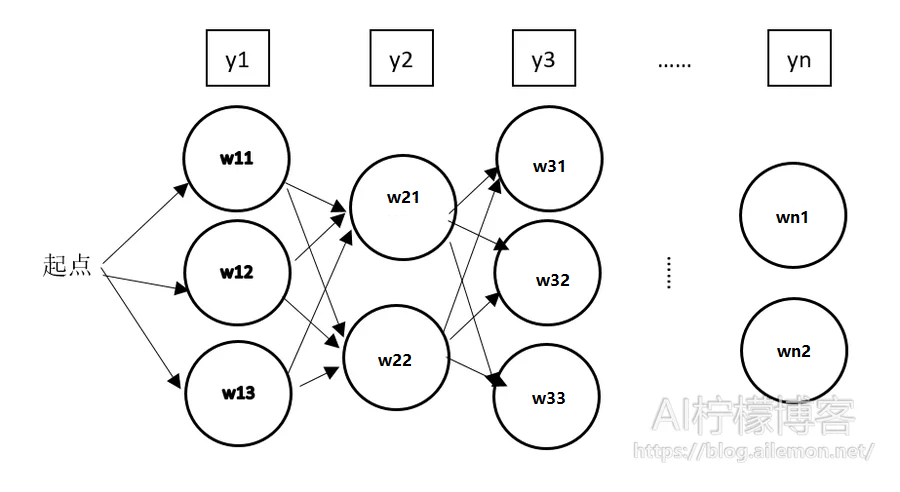 y1 y2 y3 …… yn
w11
w21
w31
wn1
起点
w12
w32
w22
wn2
w13
w33
AI柠檬博客
https://blog.ailemon.net/